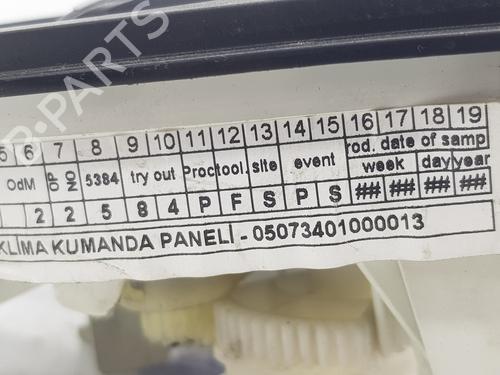 5 6 7 8 9 10 11 12 13 14 15 16 17 18 19
OdM OP NO 5384 try out Proc tool. site event rod. date of samp
week day year
2 2 5 8 4 P F S P S ## ## ## ##
KLİMA KUMANDA PANELİ - 05073401000013
B-PARTS